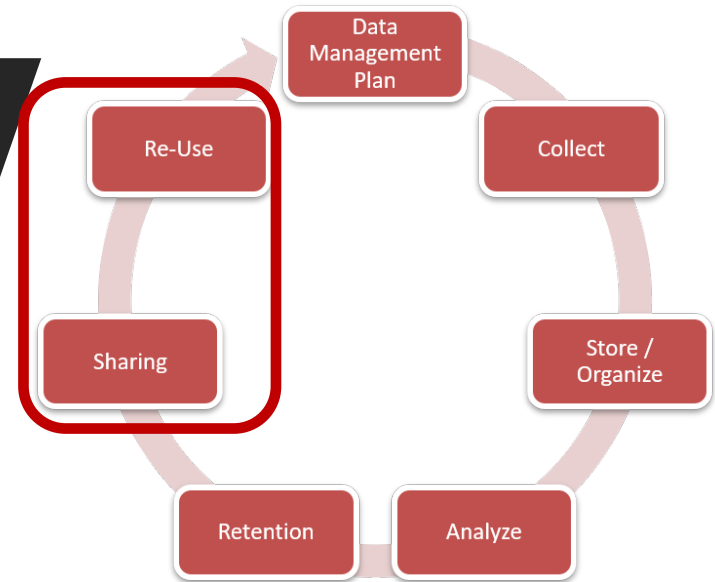 Data
Management
Plan
Collect
Store /
Organize
Analyze
Retention
Sharing
Re-Use